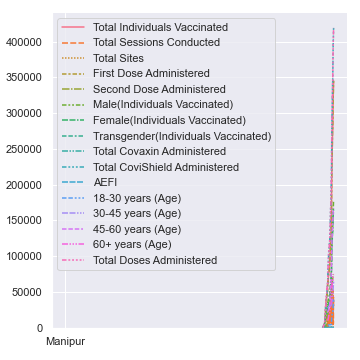 Total Individuals Vaccinated
Total Sessions Conducted
Total Sites
First Dose Administered
Second Dose Administered
Male(Individuals Vaccinated)
Female(Individuals Vaccinated)
Transgender(Individuals Vaccinated)
Total Covaxin Administered
Total CoviShield Administered
AEFI
18-30 years (Age)
30-45 years (Age)
45-60 years (Age)
60+ years (Age)
Total Doses Administered
400000
350000
300000
250000
200000
150000
100000
50000
0
Manipur